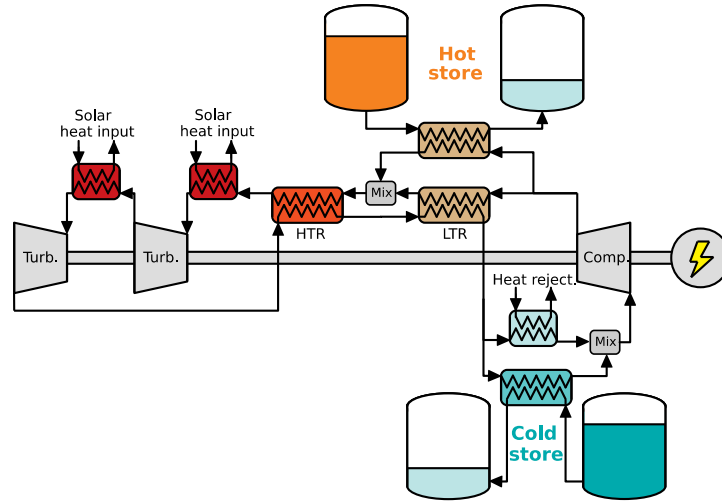 Hot
store
Solar
heat input
Solar
heat input
Mix
HTR
LTR
Turb.
Turb.
Comp.
Heat reject.
Mix
Cold
store